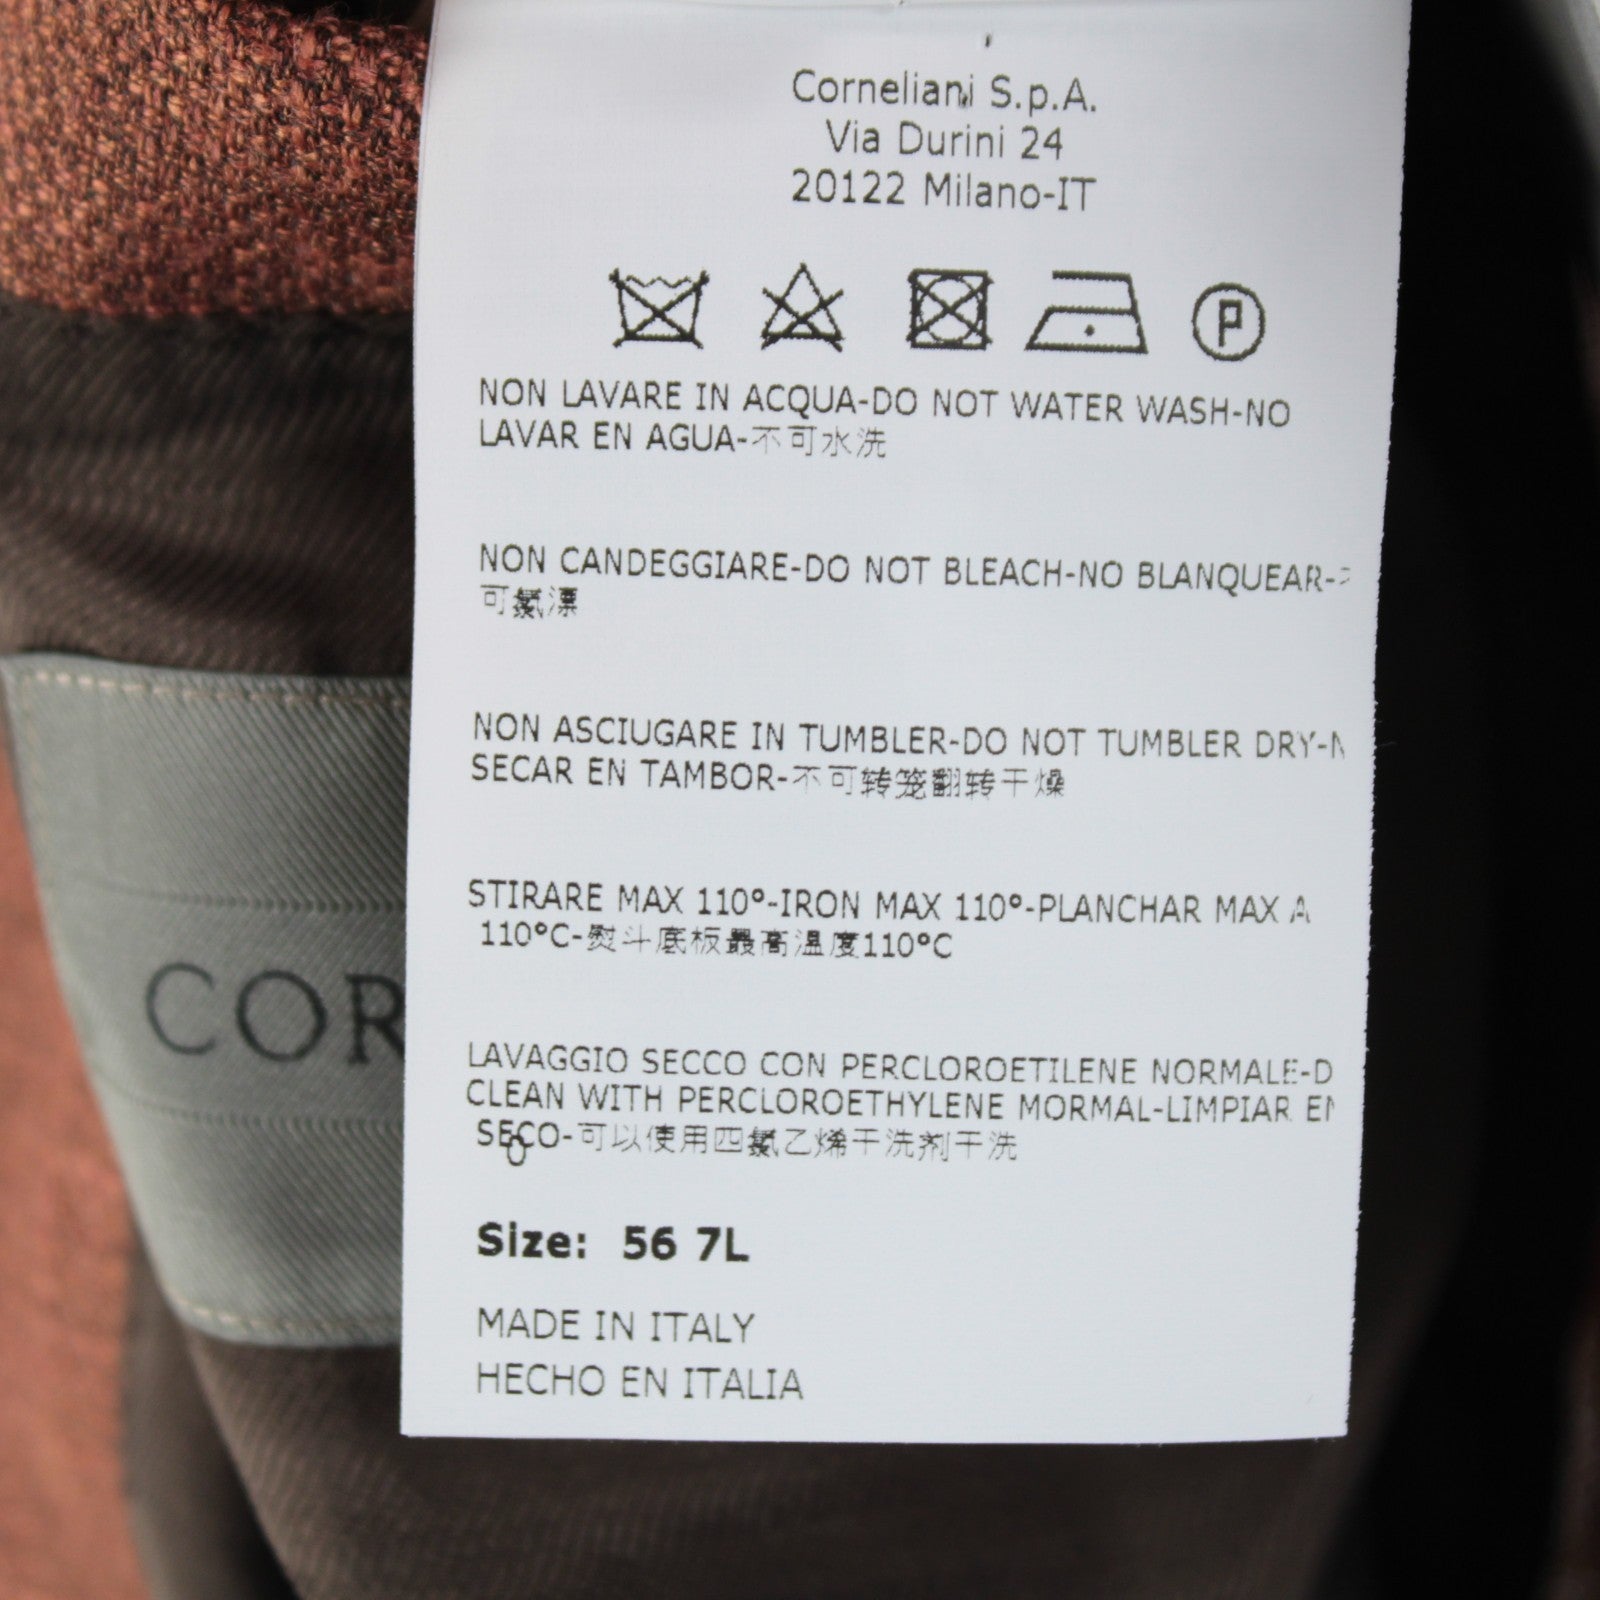 Corneliani S.p.A.
Via Durini 24
20122 Milano-IT
P
NON LAVARE IN ACQUA-DO NOT WATER WASH-NO
LAVAR EN AGUA-不可水洗
NON CANDEGGIARE-DO NOT BLEACH-NO BLANQUEAR-
可氯漂
NON ASCIUGARE IN TUMBLER-DO NOT TUMBLER DRY-N
SECAR EN TAMBOR-不可转笼翻转干燥
STIRARE MAX 110°-IRON MAX 110°-PLANCHAR MAX A
110°C-熨斗底板最高温度110°C
COR
LAVAGGIO SECCO CON PERCLOROETILENE NORMALE-D
CLEAN WITH PERCLOROETHYLENE MORMAL-LIMPIAR EN
SECO-可以使用四氯乙烯干洗剂干洗
Size: 56 7L
MADE IN ITALY
HECHO EN ITALIA